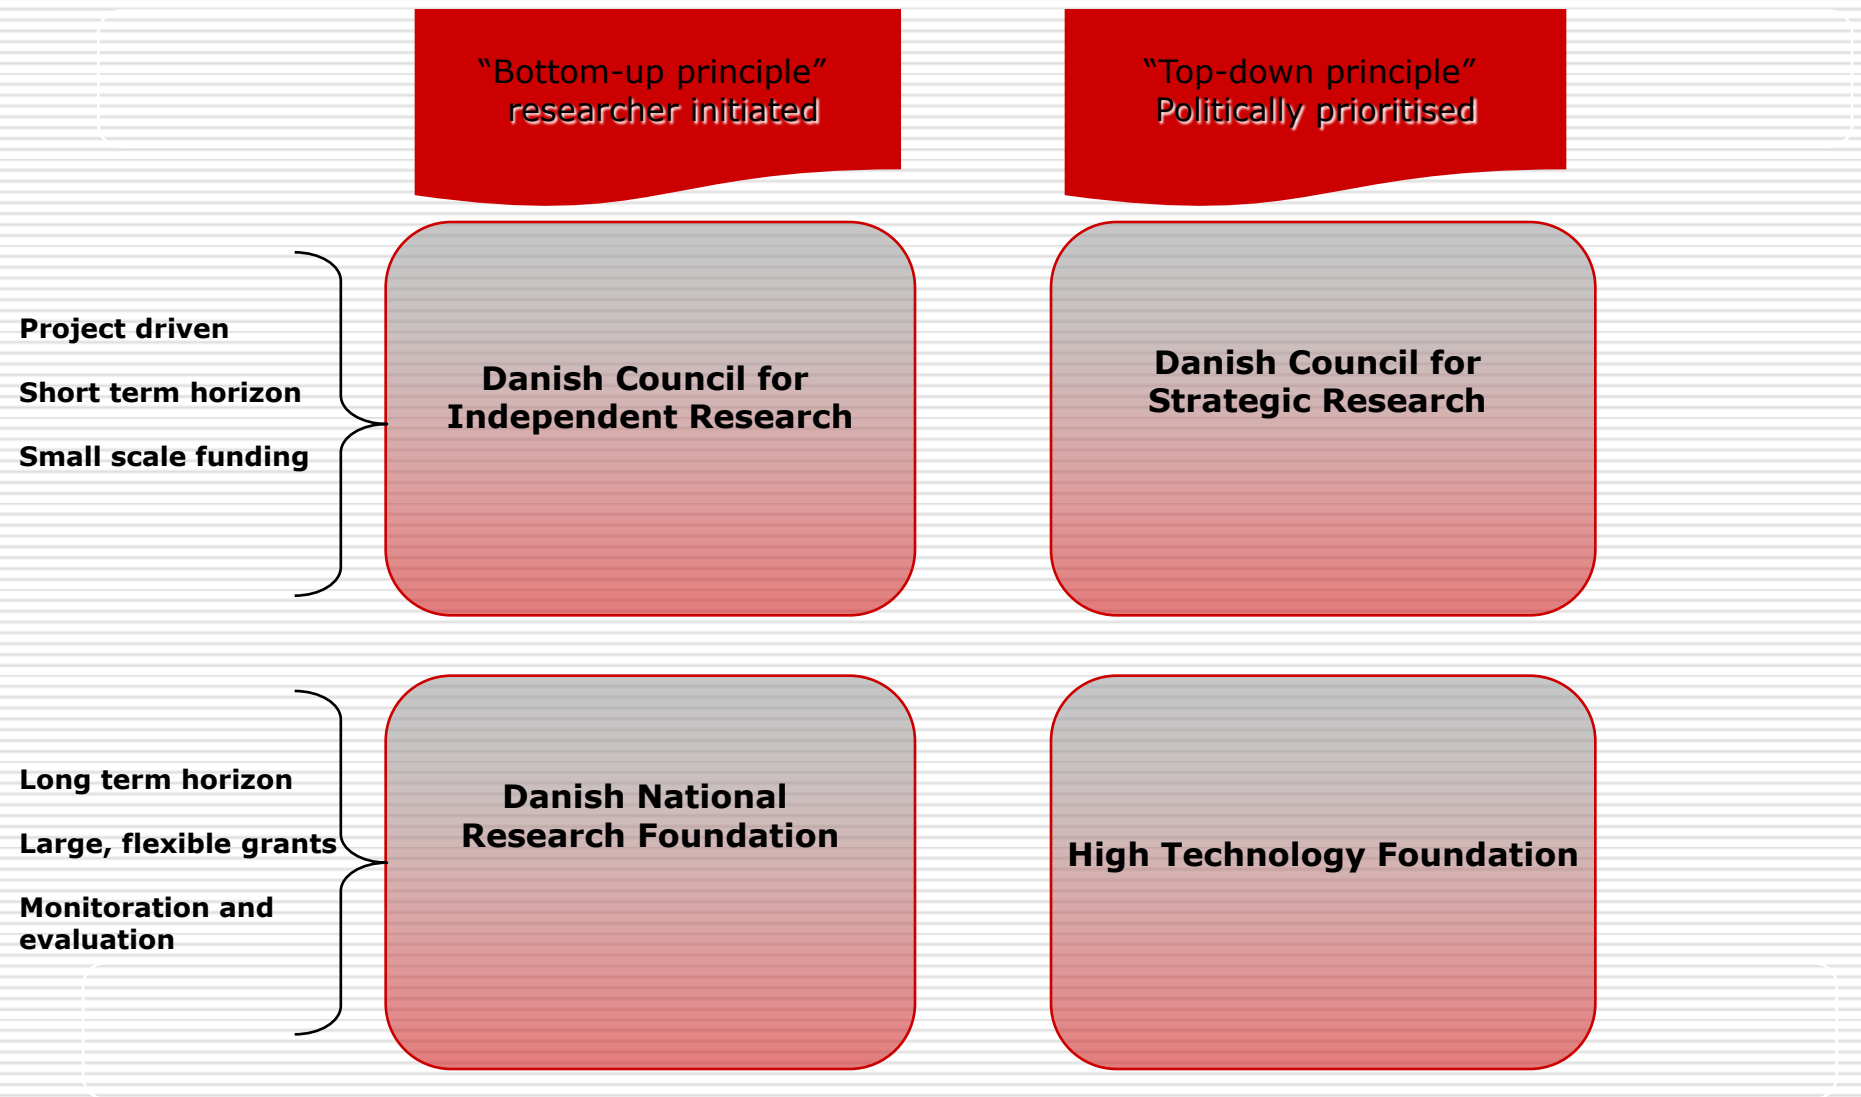 “Bottom-up principle”
researcher initiated
“Top-down principle”
Politically prioritised
Project driven
Short term horizon
Small scale funding
Danish Council for
Independent Research
Danish Council for
Strategic Research
Long term horizon
Large, flexible grants
Monitoration and
evaluation
Danish National
Research Foundation
High Technology Foundation